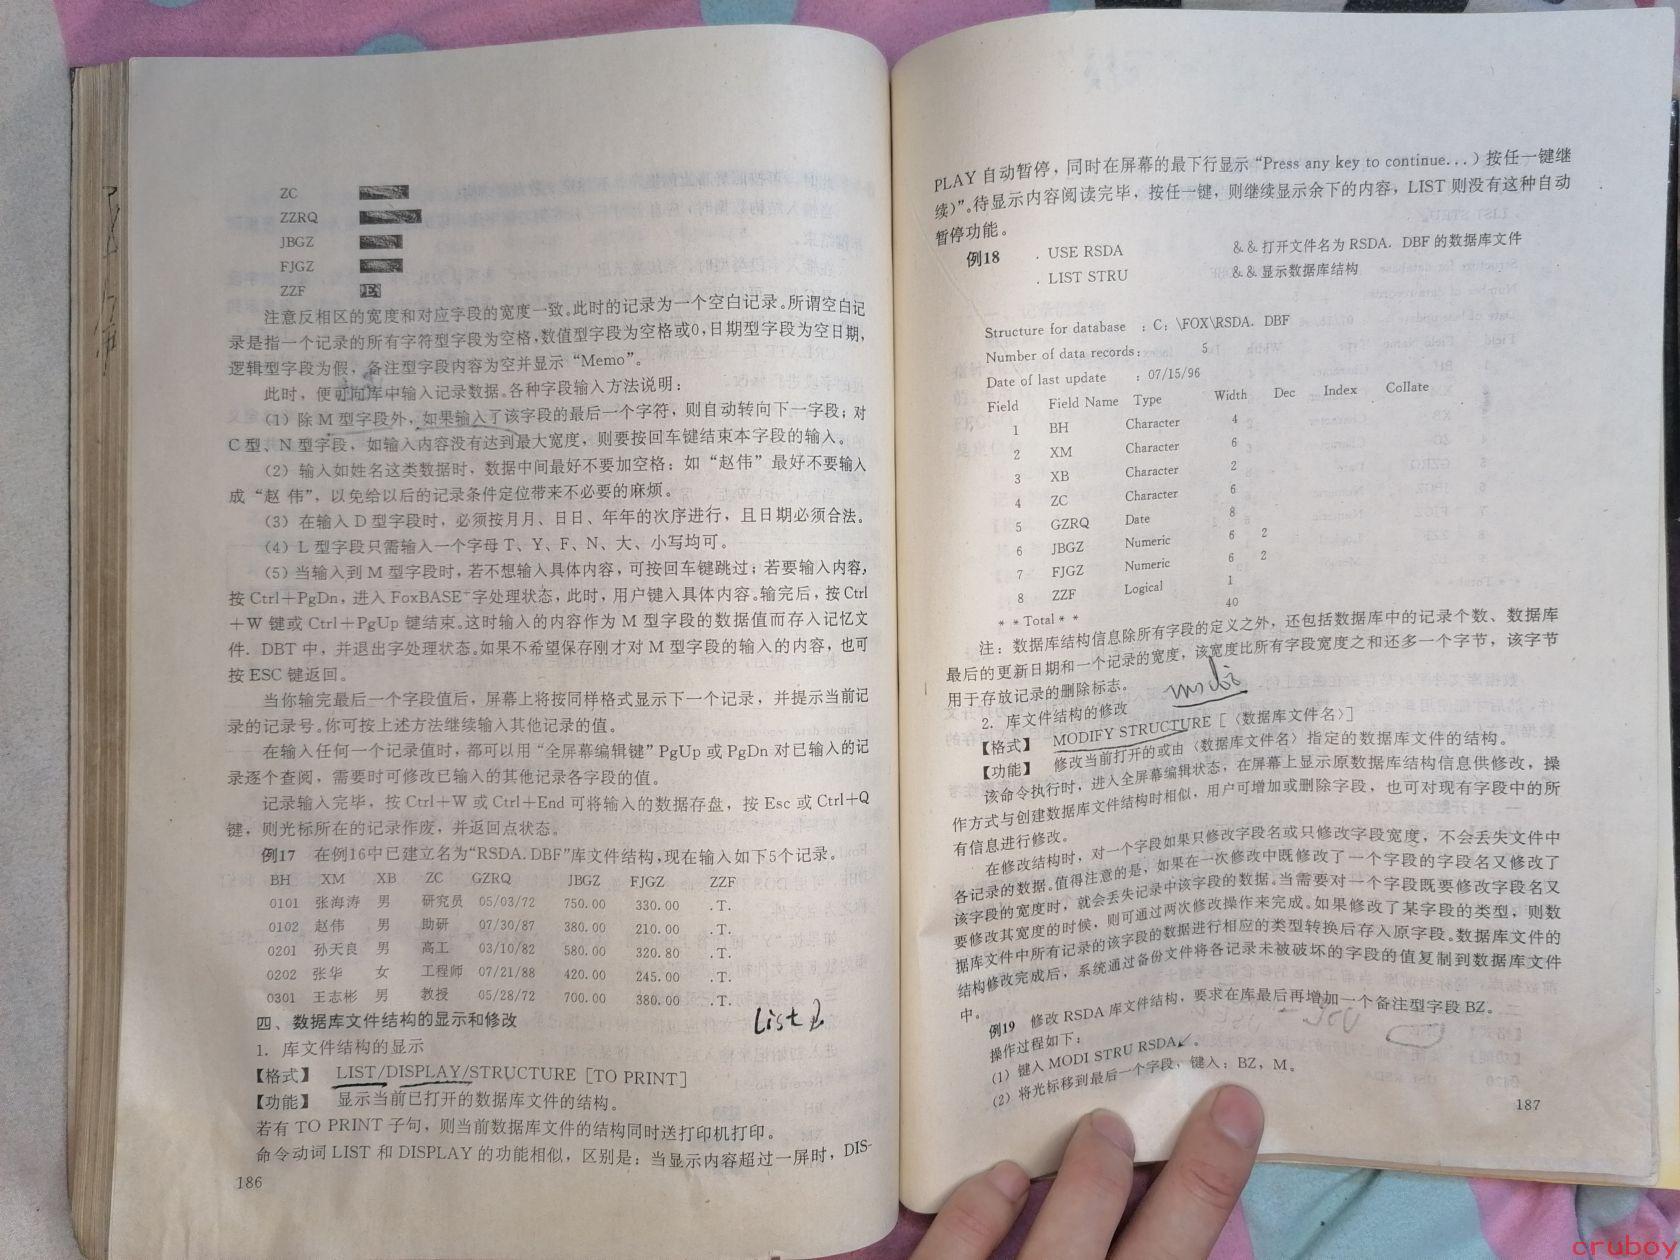 ZC
ZZRQ
JBGZ
FJGZ
ZZF
注意反相区的宽度和对应字段的宽度一致。此时的记录为一个空白记录。所谓空白记
录是指一个记录的所有字符型字段为空格,数值型字段为空格或0,日期型字段为空日期,
逻辑型字段为假,备注型字段内容为空并显示“Memo”。
此时,便可向库中输入记录数据。各种字段输入方法说明:
(1)除M型字段外,如果输入了该字段的最后一个字符,则自动转向下一字段;对
C型、N型字段,如输入内容没有达到最大宽度,则要按回车键结束本字段的输入。
(2)输入如姓名这类数据时,数据中间最好不要加空格:如“赵伟”最好不要输入
成“赵 伟”,以免给以后的记录条件定位带来不必要的麻烦。
(3)在输入D型字段时,必须按月月、日日、年年的次序进行,且日期必须合法。
(4)L型字段只需输入一个字母T、Y、F、N、大、小写均可。
(5)当输入到M型字段时,若不想输入具体内容,可按回车键跳过;若要输入内容,
按Ctrl+PgDn,进入FoxBASE⁺字处理状态,此时,用户键入具体内容。输完后,按Ctrl
+W键或Ctrl+PgUp键结束。这时输入的内容作为M型字段的数据值而存入记忆文
件.DBT中,并退出字处理状态。如果不希望保存刚才对M型字段的输入的内容,也可
按ESC键返回。
当你输完最后一个字段值后,屏幕上将按同样格式显示下一个记录,并提示当前记
录的记录号。你可按上述方法继续输入其他记录的值。
在输入任何一个记录值时,都可以用“全屏幕编辑键”PgUp或PgDn对已输入的记
录逐个查阅,需要时可修改已输入的其他记录各字段的值。
记录输入完毕,按Ctrl+W或Ctrl+End可将输入的数据存盘,按Esc或Ctrl+Q
键,则光标所在的记录作废,并返回点状态。
例17 在例16中已建立名为“RSDA.DBF”库文件结构,现在输入如下5个记录。
BH XM XB ZC GZRQ JBGZ FJGZ ZZF
0101 张海涛 男 研究员 05/03/72 750.00 330.00 .T.
0102 赵伟 男 助研 07/30/87 380.00 210.00 .T.
0201 孙天良 男 高工 03/10/82 580.00 320.80 .T.
0202 张华 女 工程师 07/21/88 420.00 245.00 .T.
0301 王志彬 男 教授 05/28/72 700.00 380.00 .T.
四、数据库文件结构的显示和修改
List
1. 库文件结构的显示
【格式】 LIST/DISPLAY/STRUCTURE [TO PRINT]
【功能】 显示当前已打开的数据库文件的结构。
若有TO PRINT子句,则当前数据库文件的结构同时送打印机打印。
命令动词LIST和DISPLAY的功能相似,区别是:当显示内容超过一屏时,DIS-
186
PLAY自动暂停,同时在屏幕的最下行显示“Press any key to continue...)按任一键继
续)”。待显示内容阅读完毕,按任一键,则继续显示余下的内容,LIST则没有这种自动
暂停功能。
例18 . USE RSDA &&打开文件名为RSDA.DBF的数据库文件
. LIST STRU &&显示数据库结构
Structure for database : C: \FOX\RSDA. DBF
Number of data records: 5
Date of last update : 07/15/96
Field Field Name Type Width Dec Index Collate
1 BH Character 4
2 XM Character 6
3 XB Character 2
4 ZC Character 6
5 GZRQ Date 8
6 JBGZ Numeric 6 2
7 FJGZ Numeric 6 2
8 ZZF Logical 1
* * Total * * 40
注:数据库结构信息除所有字段的定义之外,还包括数据库中的记录个数、数据库
最后的更新日期和一个记录的宽度,该宽度比所有字段宽度之和还多一个字节,该字节
用于存放记录的删除标志。
modi
2. 库文件结构的修改
【格式】 MODIFY STRUCTURE [〈数据库文件名〉]
【功能】 修改当前打开的或由〈数据库文件名〉指定的数据库文件的结构。
该命令执行时,进入全屏幕编辑状态,在屏幕上显示原数据库结构信息供修改,操
作方式与创建数据库文件结构时相似,用户可增加或删除字段,也可对现有字段中的所
有信息进行修改。
在修改结构时,对一个字段如果只修改字段名或只修改字段宽度,不会丢失文件中
各记录的数据。值得注意的是,如果在一次修改中既修改了一个字段的字段名又修改了
该字段的宽度时,就会丢失记录中该字段的数据。当需要对一个字段既要修改字段名又
要修改其宽度的时候,则可通过两次修改操作来完成。如果修改了某字段的类型,则数
据库文件中所有记录的该字段的数据进行相应的类型转换后存入原字段。数据库文件的
结构修改完成后,系统通过备份文件将各记录未被破坏的字段的值复制到数据库文件
中。
例19 修改RSDA库文件结构,要求在库最后再增加一个备注型字段BZ。
操作过程如下:
(1)键入MODI STRU RSDA↙。
(2)将光标移到最后一个字段,键入:BZ,M。
187
cruboy